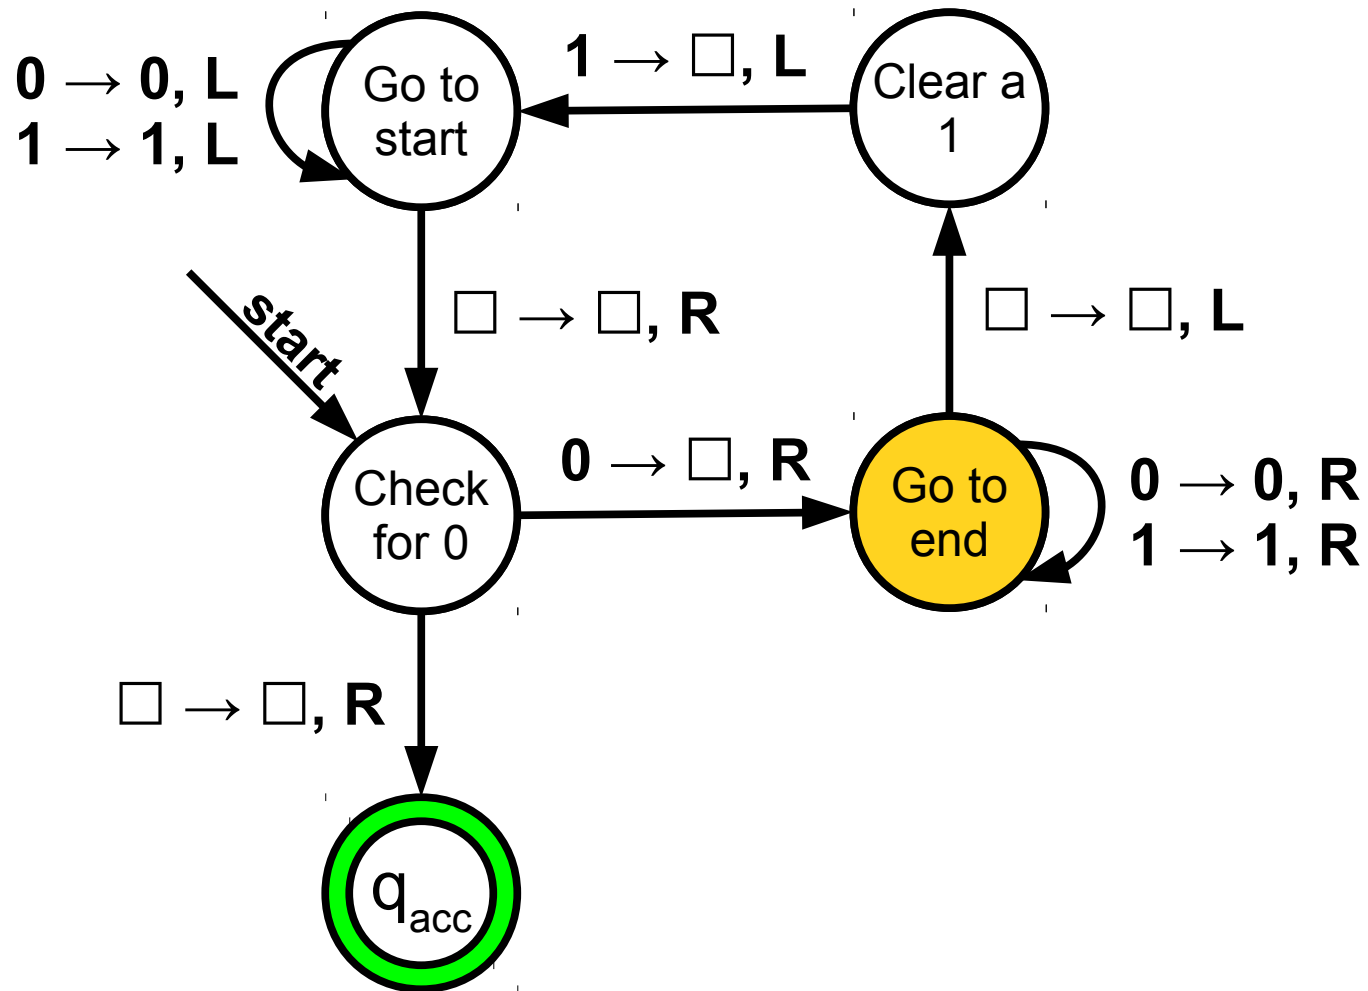 0 → 0, L
1 → 1, L
Go to
start
1 → □, L
Clear a
1
start
□ → □, R
□ → □, L
Check
for 0
0 → □, R
Go to
end
0 → 0, R
1 → 1, R
□ → □, R
qacc